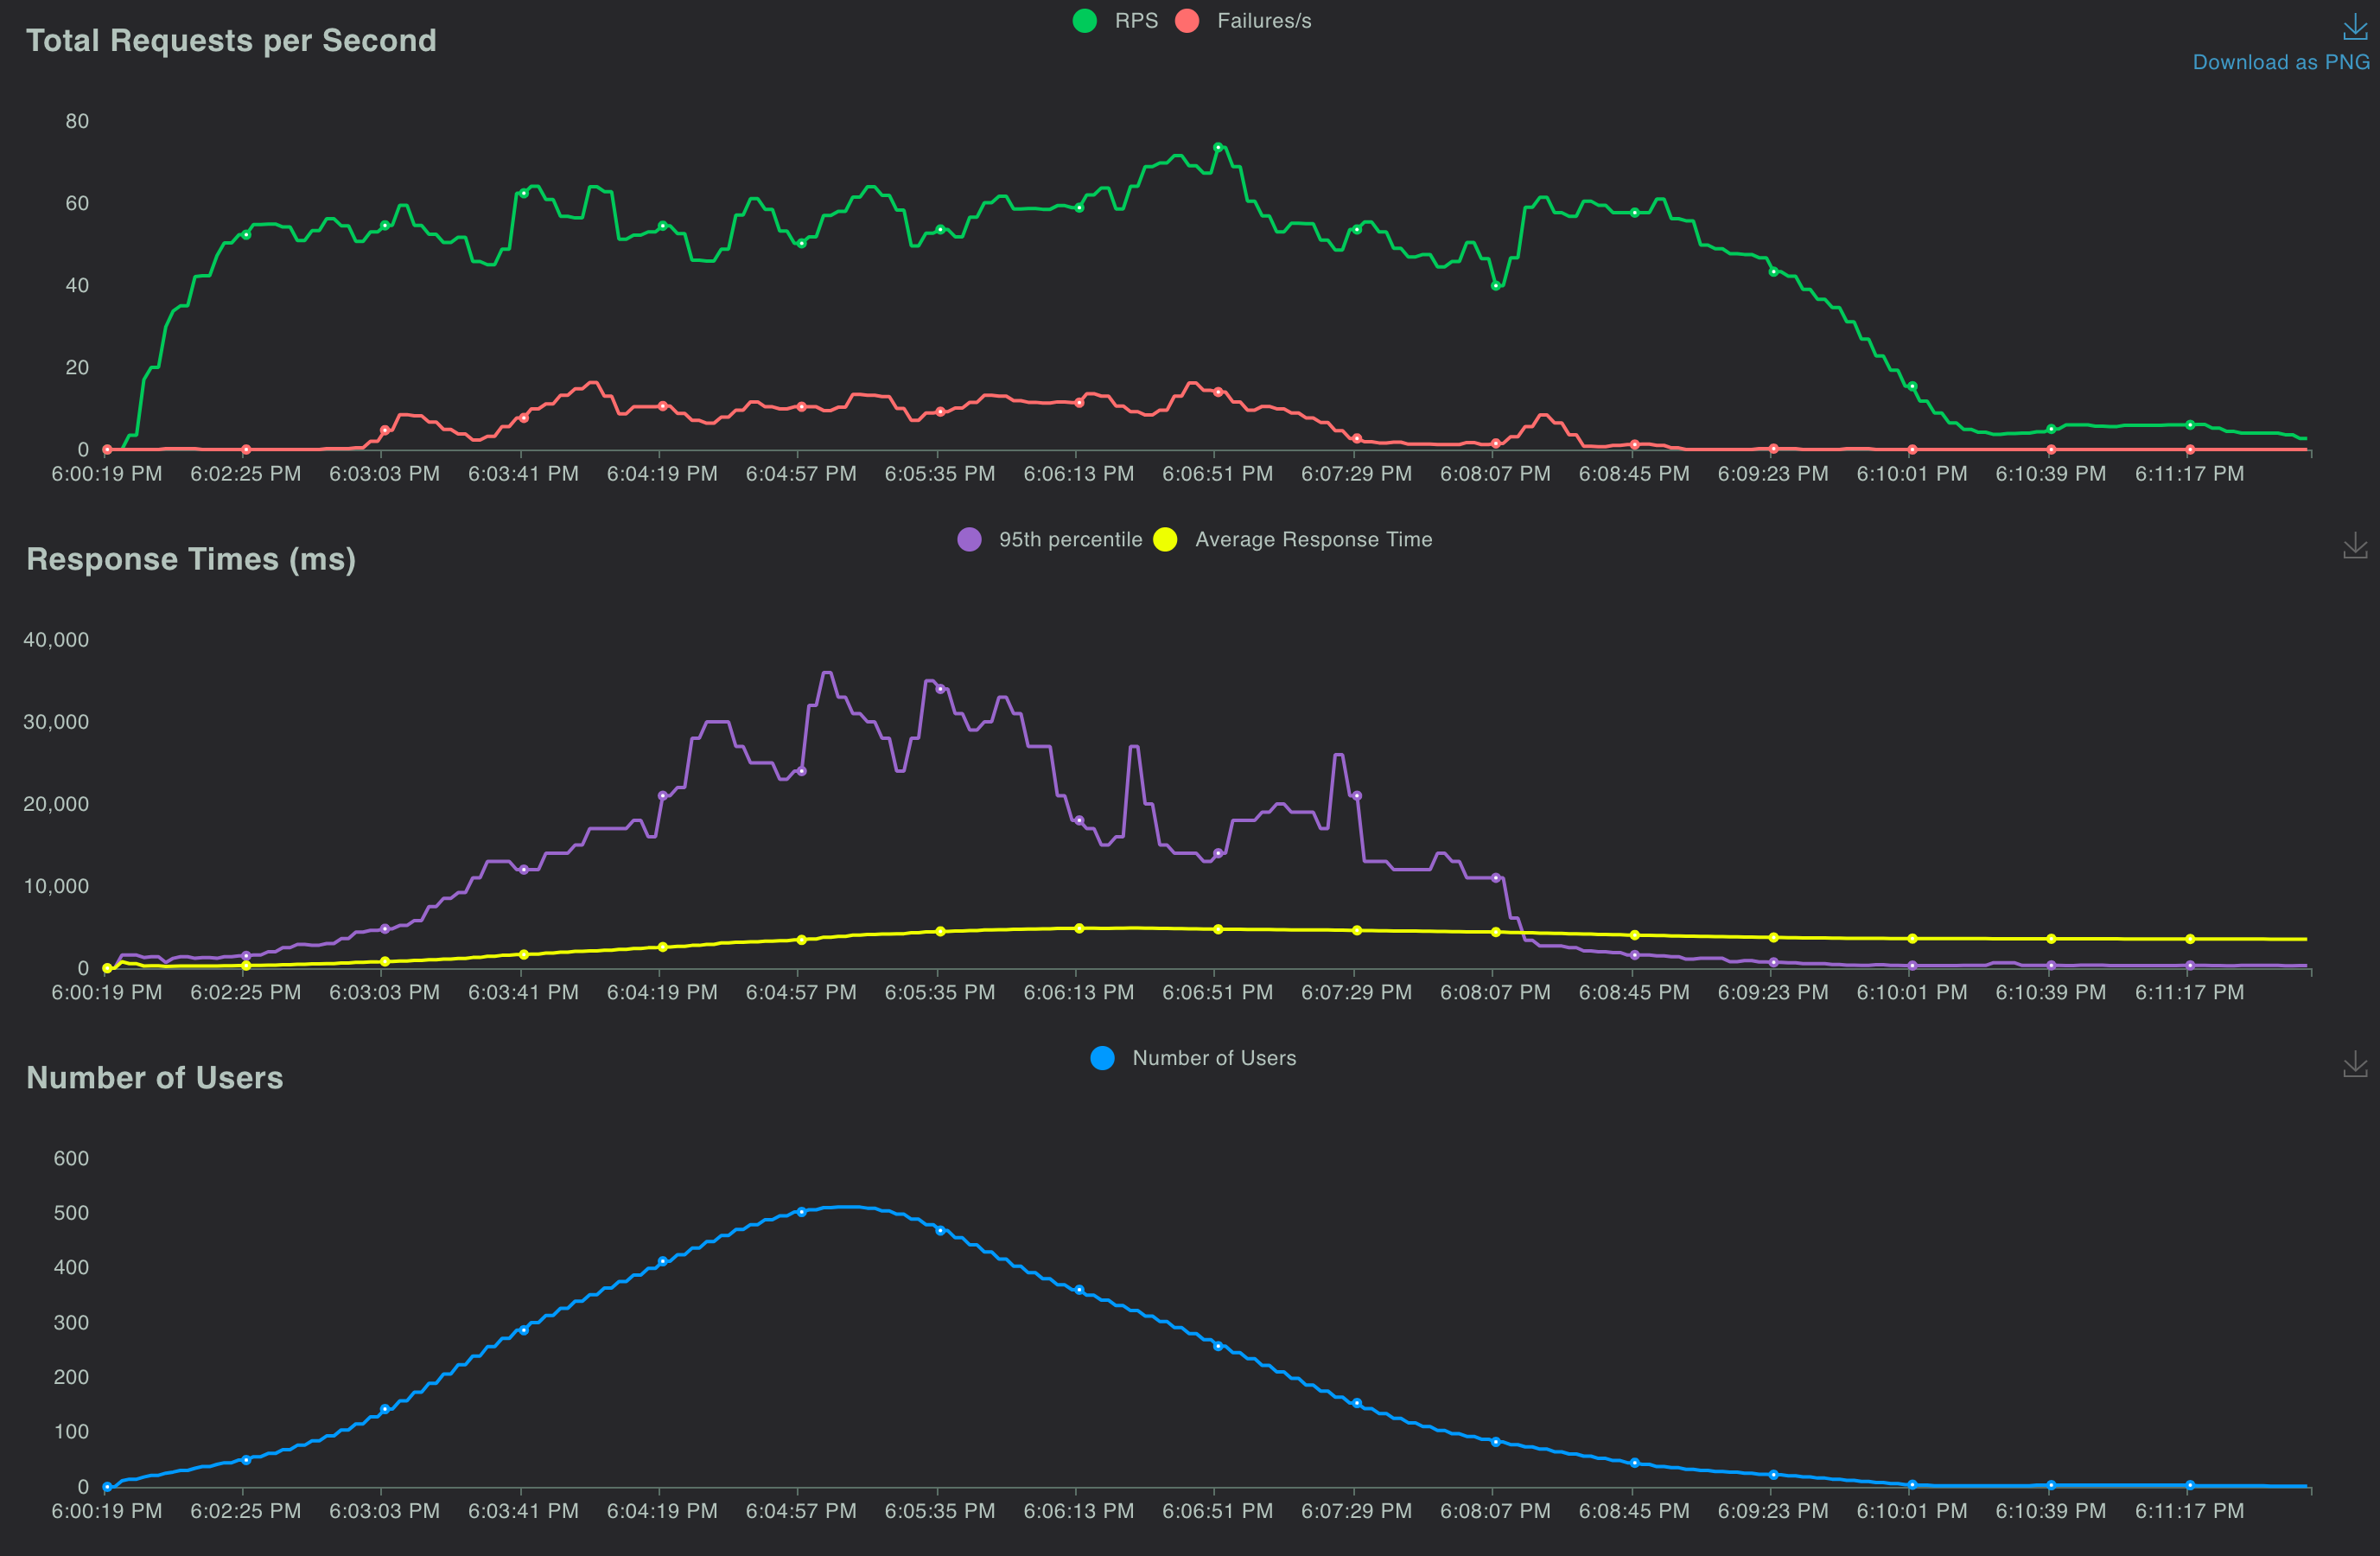 RPS Failures/s
Total Requests per Second
Download as PNG
80
60
40
20
0
6:00:19 PM 6:02:25 PM 6:03:03 PM 6:03:41 PM 6:04:19 PM 6:04:57 PM 6:05:35 PM 6:06:13 PM 6:06:51 PM 6:07:29 PM 6:08:07 PM 6:08:45 PM 6:09:23 PM 6:10:01 PM 6:10:39 PM 6:11:17 PM
95th percentile Average Response Time
Response Times (ms)
40,000
30,000
20,000
10,000
0
6:00:19 PM 6:02:25 PM 6:03:03 PM 6:03:41 PM 6:04:19 PM 6:04:57 PM 6:05:35 PM 6:06:13 PM 6:06:51 PM 6:07:29 PM 6:08:07 PM 6:08:45 PM 6:09:23 PM 6:10:01 PM 6:10:39 PM 6:11:17 PM
Number of Users
Number of Users
600
500
400
300
200
100
0
6:00:19 PM 6:02:25 PM 6:03:03 PM 6:03:41 PM 6:04:19 PM 6:04:57 PM 6:05:35 PM 6:06:13 PM 6:06:51 PM 6:07:29 PM 6:08:07 PM 6:08:45 PM 6:09:23 PM 6:10:01 PM 6:10:39 PM 6:11:17 PM